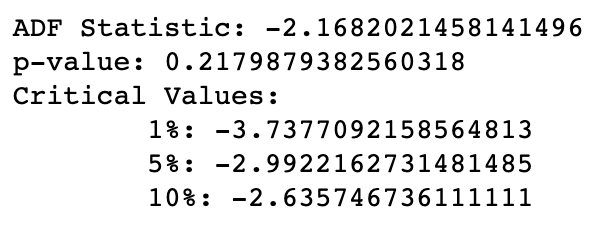 ADF Statistic: -2.1682021458141496
p-value: 0.2179879382560318
Critical Values:
1%: -3.7377092158564813
5%: -2.9922162731481485
10%: -2.635746736111111